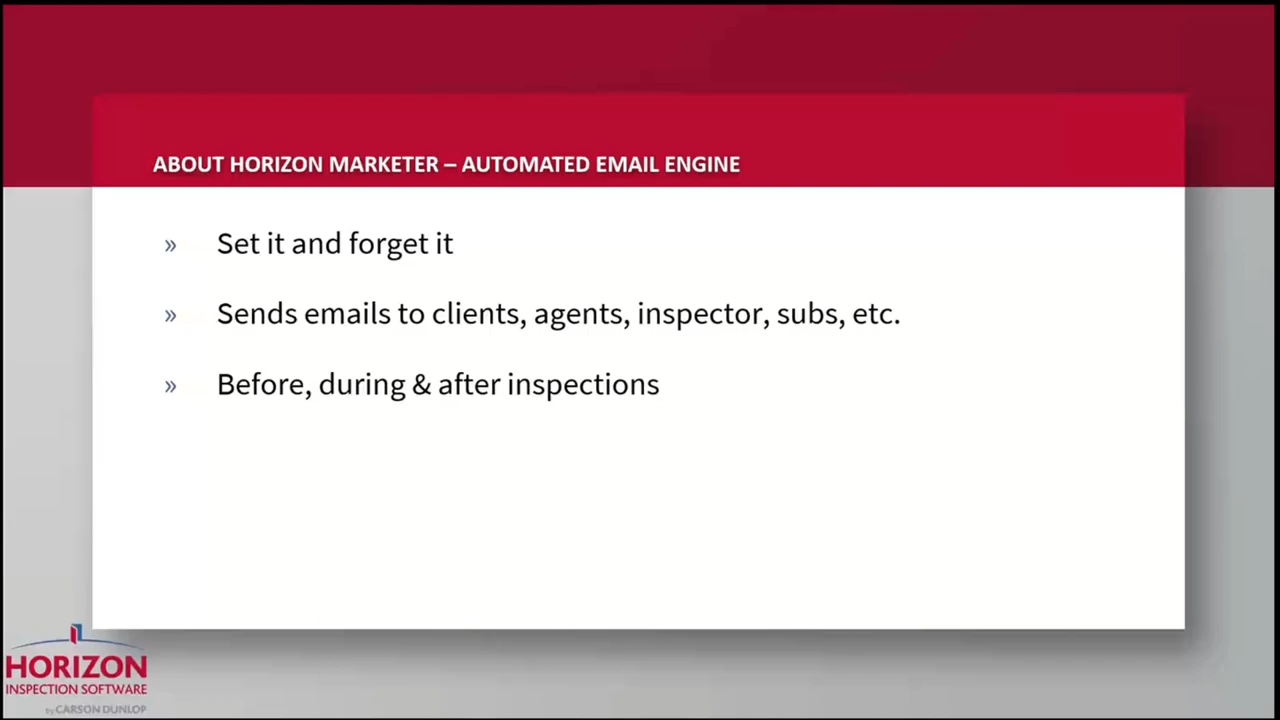 ABOUT HORIZON MARKETER – AUTOMATED EMAIL ENGINE
» Set it and forget it
» Sends emails to clients, agents, inspector, subs, etc.
» Before, during & after inspections
HORIZON
INSPECTION SOFTWARE
by CARSON DUNLOP